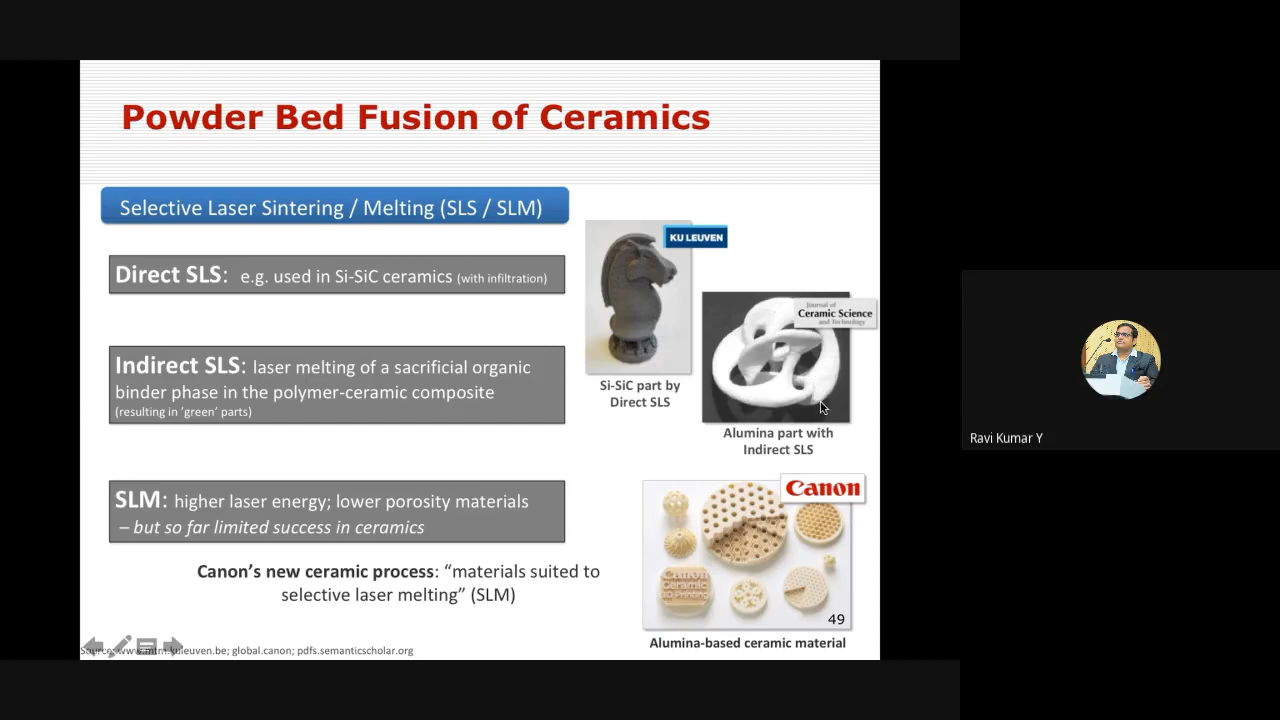 Powder Bed Fusion of Ceramics
Selective Laser Sintering / Melting (SLS / SLM)
KU LEUVEN
Direct SLS: e.g. used in Si-SiC ceramics (with infiltration)
Journal of
Ceramic Science
and Technology
Indirect SLS: laser melting of a sacrificial organic
binder phase in the polymer-ceramic composite
(resulting in ‘green’ parts)
Si-SiC part by
Direct SLS
Alumina part with
Indirect SLS
Ravi Kumar Y
SLM: higher laser energy; lower porosity materials
– but so far limited success in ceramics
Canon
Canon
Ceramic
3D Printing
Canon’s new ceramic process: “materials suited to
selective laser melting” (SLM)
49
Alumina-based ceramic material
Source: www.mtm.kuleuven.be; global.canon; pdfs.semanticscholar.org